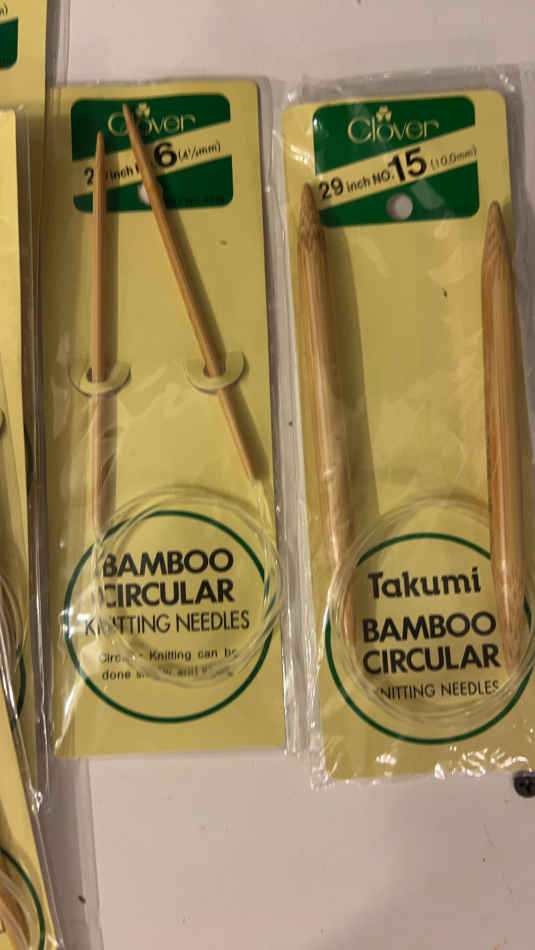 Clover
inch No. 6 (4¼mm)
BAMBOO
CIRCULAR
KNITTING NEEDLES
Knitting can be
done
Clover
29 inch NO. 15 (10.0mm)
Takumi
BAMBOO
CIRCULAR
KNITTING NEEDLES